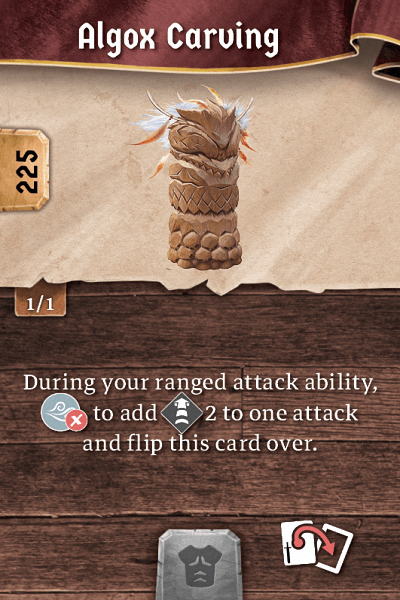 Algox Carving
225
1/1
During your ranged attack ability,
to add 2 to one attack
and flip this card over.